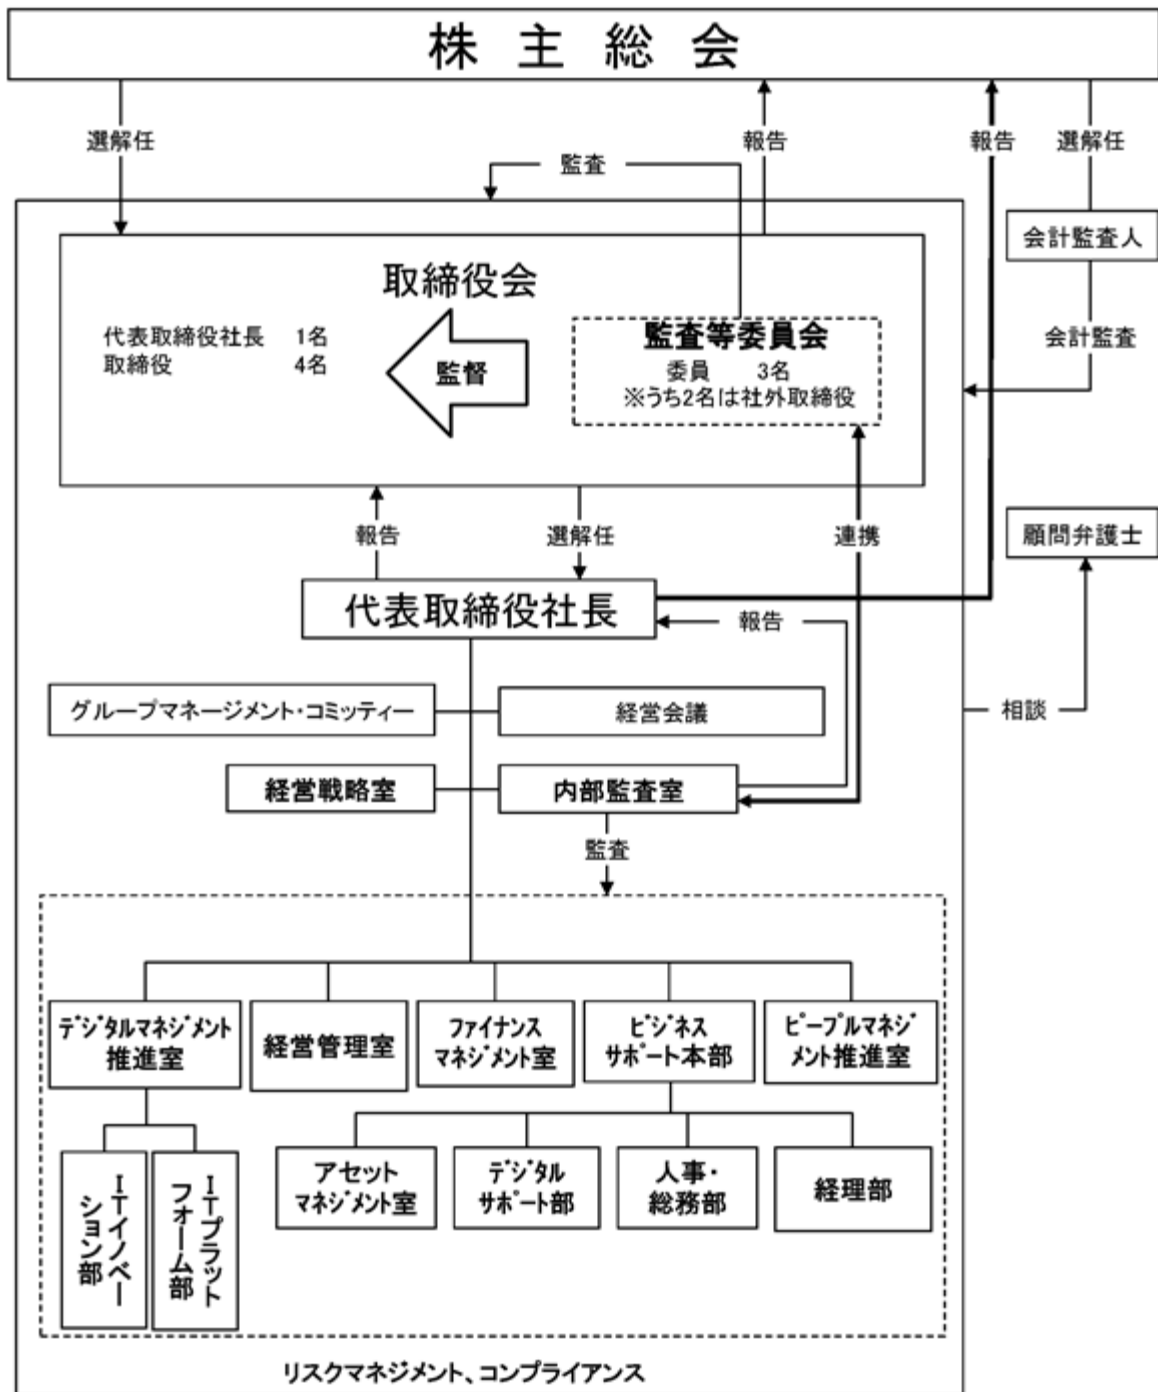 株主総会
選解任
報告
報告
選解任
監査
会計監査人
取締役会
代表取締役社長 1名
取締役 4名
監督
監査等委員会
委員 3名
※うち2名は社外取締役
会計監査
報告
選解任
連携
顧問弁護士
代表取締役社長
報告
グループマネージメント・コミッティー
経営会議
相談
経営戦略室
内部監査室
監査
デジタルマネジメント
推進室
経営管理室
ファイナンス
マネジメント室
ビジネス
サポート本部
ピープルマネジ
メント推進室
ITイノベー
ション部
ITプラット
フォーム部
アセット
マネジメント室
デジタル
サポート部
人事・
総務部
経理部
リスクマネジメント、コンプライアンス